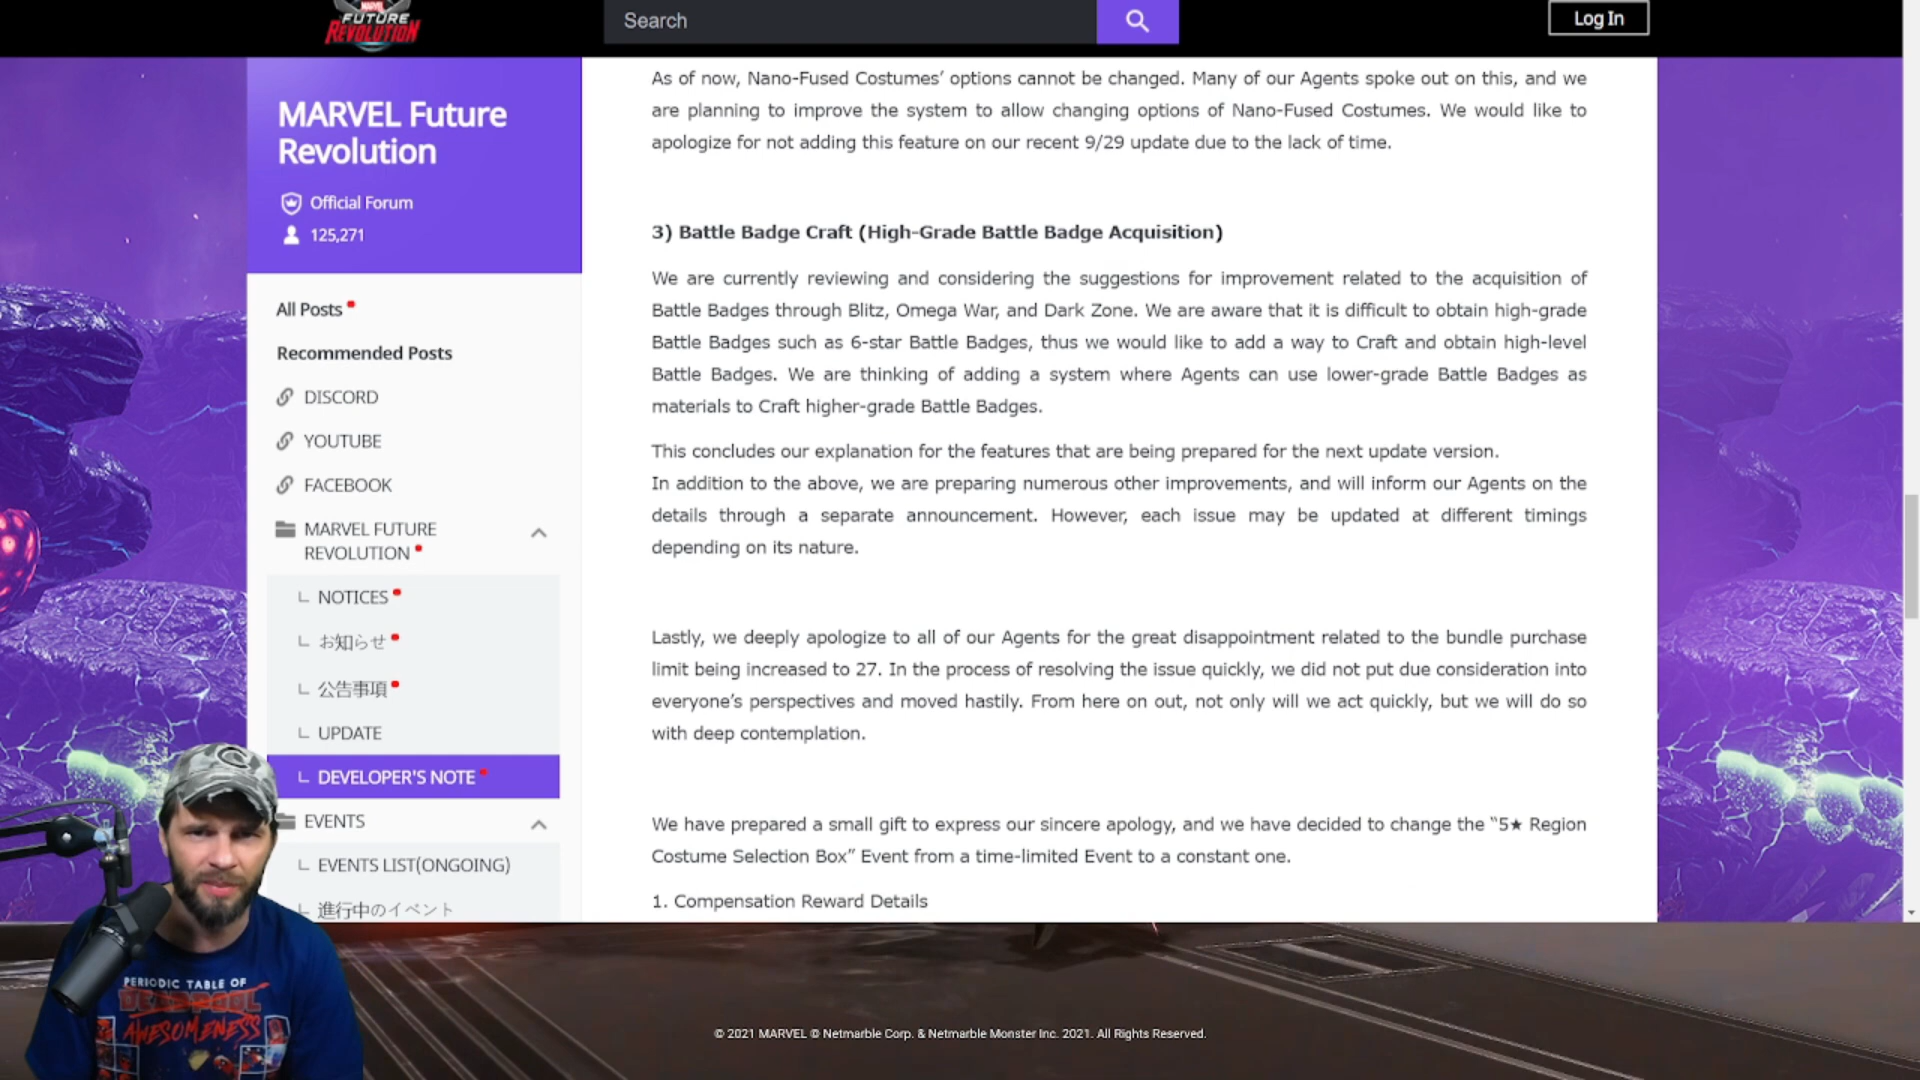 MARVEL
FUTURE
REVOLUTION
Search
Log In
MARVEL Future
Revolution
Official Forum
125,271
All Posts
Recommended Posts
DISCORD
YOUTUBE
FACEBOOK
MARVEL FUTURE
REVOLUTION
NOTICES
お知らせ
公告事項
UPDATE
DEVELOPER'S NOTE
EVENTS
EVENTS LIST(ONGOING)
進行中のイベント
As of now, Nano-Fused Costumes’ options cannot be changed. Many of our Agents spoke out on this, and we
are planning to improve the system to allow changing options of Nano-Fused Costumes. We would like to
apologize for not adding this feature on our recent 9/29 update due to the lack of time.
3) Battle Badge Craft (High-Grade Battle Badge Acquisition)
We are currently reviewing and considering the suggestions for improvement related to the acquisition of
Battle Badges through Blitz, Omega War, and Dark Zone. We are aware that it is difficult to obtain high-grade
Battle Badges such as 6-star Battle Badges, thus we would like to add a way to Craft and obtain high-level
Battle Badges. We are thinking of adding a system where Agents can use lower-grade Battle Badges as
materials to Craft higher-grade Battle Badges.
This concludes our explanation for the features that are being prepared for the next update version.
In addition to the above, we are preparing numerous other improvements, and will inform our Agents on the
details through a separate announcement. However, each issue may be updated at different timings
depending on its nature.
Lastly, we deeply apologize to all of our Agents for the great disappointment related to the bundle purchase
limit being increased to 27. In the process of resolving the issue quickly, we did not put due consideration into
everyone’s perspectives and moved hastily. From here on out, not only will we act quickly, but we will do so
with deep contemplation.
We have prepared a small gift to express our sincere apology, and we have decided to change the “5★ Region
Costume Selection Box” Event from a time-limited Event to a constant one.
1. Compensation Reward Details
PERIODIC TABLE OF
DEADPOOL
AWESOMENESS
© 2021 MARVEL © Netmarble Corp. & Netmarble Monster Inc. 2021. All Rights Reserved.